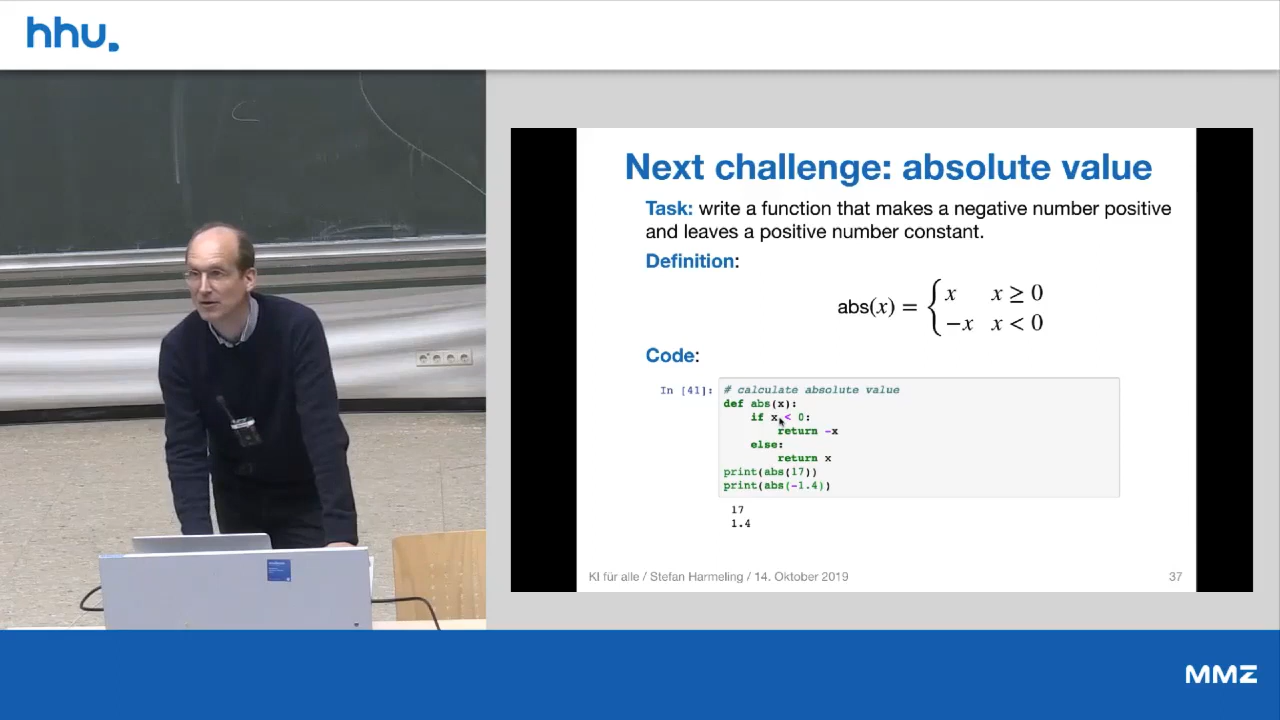 hhu.
Next challenge: absolute value
Task: write a function that makes a negative number positive
and leaves a positive number constant.
Definition:
abs(x) = { x x ≥ 0
−x x < 0
Code:
In [41]: # calculate absolute value
def abs(x):
if x < 0:
return -x
else:
return x
print(abs(17))
print(abs(-1.4))
17
1.4
KI für alle / Stefan Harmeling / 14. Oktober 2019 37
MMZ